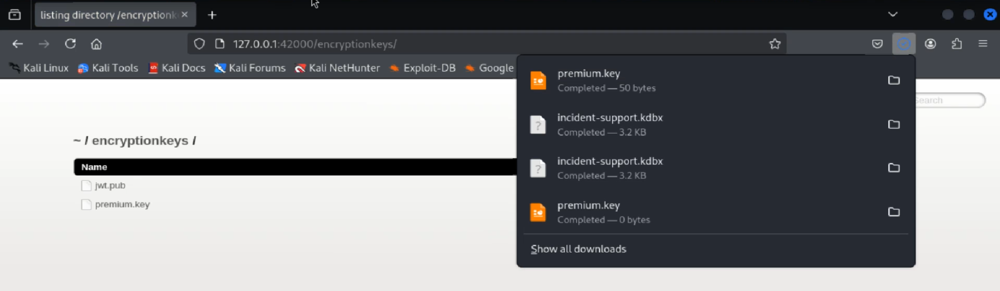 listing directory /encryptionk
127.0.0.1:42000/encryptionkeys/
Kali Linux Kali Tools Kali Docs Kali Forums Kali NetHunter Exploit-DB Google
premium.key
Completed — 50 bytes
Search
incident-support.kdbx
Completed — 3.2 KB
~ / encryptionkeys /
incident-support.kdbx
Completed — 3.2 KB
Name
jwt.pub
premium.key
premium.key
Completed — 0 bytes
Show all downloads